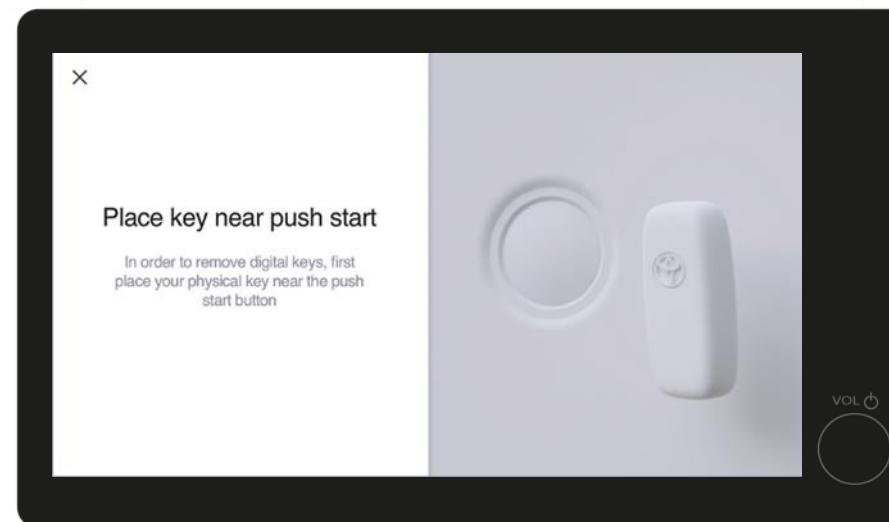 Place key near push start
In order to remove digital keys, first
place your physical key near the push
start button
VOL